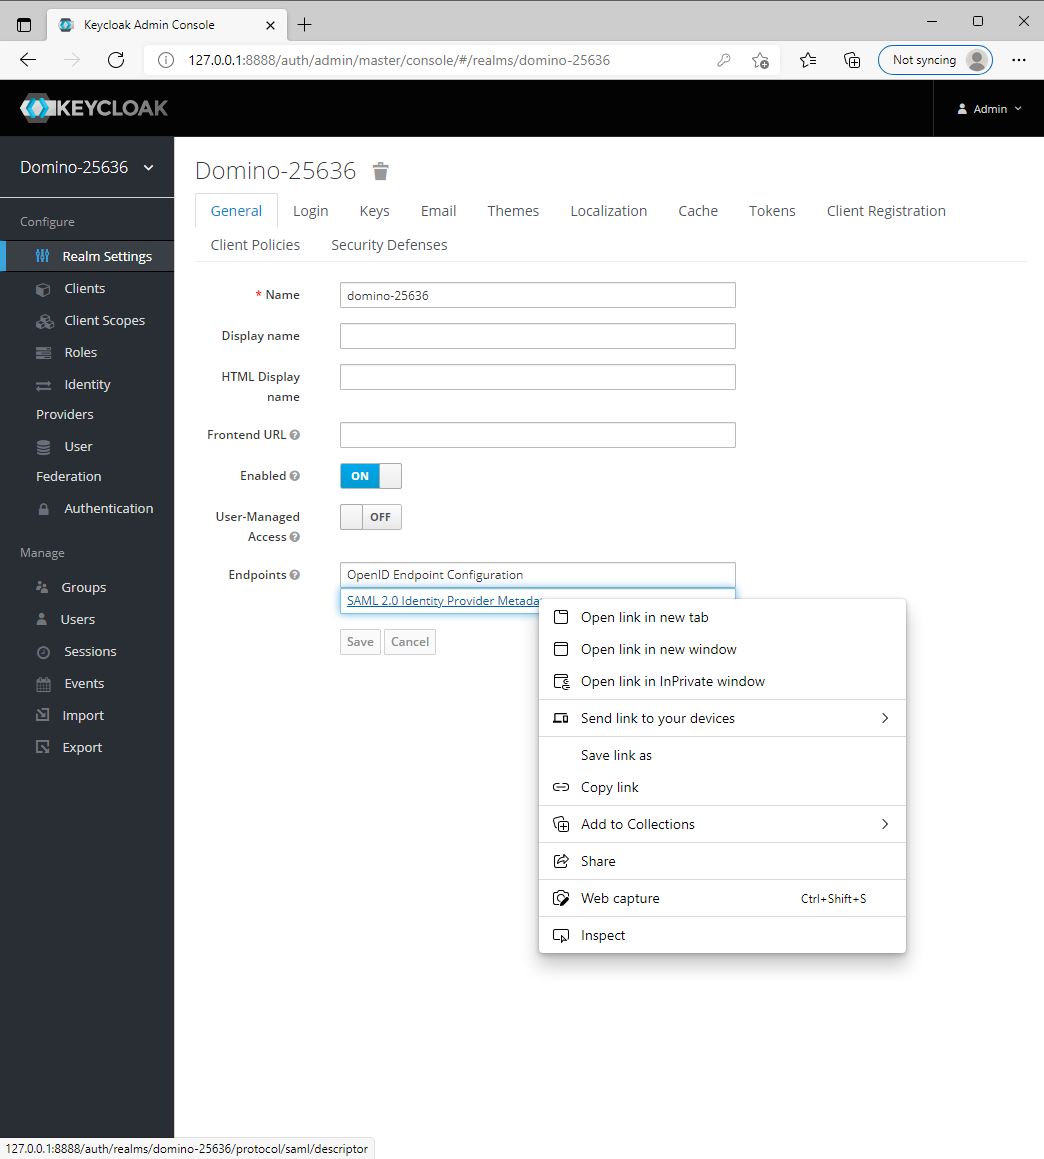 Keycloak Admin Console
127.0.0.1:8888/auth/admin/master/console/#/realms/domino-25636
Not syncing
KEYCLOAK
Admin
Domino-25636
Configure
Realm Settings
Clients
Client Scopes
Roles
Identity
Providers
User
Federation
Authentication
Manage
Groups
Users
Sessions
Events
Import
Export
Domino-25636
General Login Keys Email Themes Localization Cache Tokens Client Registration
Client Policies Security Defenses
* Name domino-25636
Display name
HTML Display
name
Frontend URL
Enabled ON
User-Managed
Access OFF
Endpoints OpenID Endpoint Configuration
SAML 2.0 Identity Provider Metada
Save Cancel
Open link in new tab
Open link in new window
Open link in InPrivate window
Send link to your devices
Save link as
Copy link
Add to Collections
Share
Web capture Ctrl+Shift+S
Inspect
127.0.0.1:8888/auth/realms/domino-25636/protocol/saml/descriptor